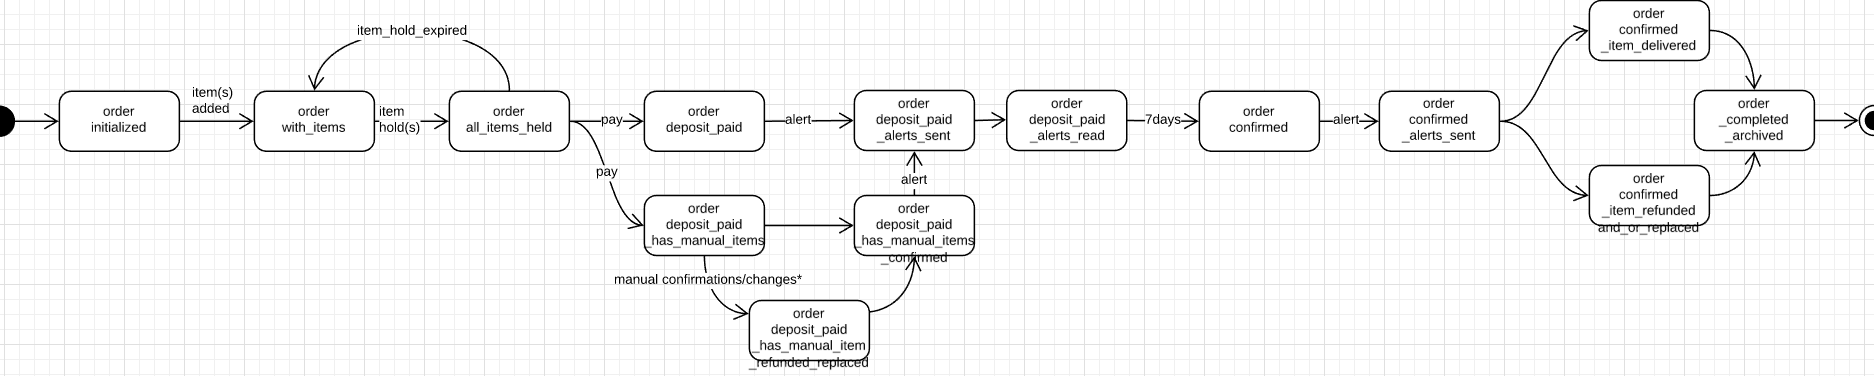 item_hold_expired
order
initialized
item(s)
added
order
with_items
item
hold(s)
order
all_items_held
pay
order
deposit_paid
alert
order
deposit_paid
_alerts_sent
order
deposit_paid
_alerts_read
7days
order
confirmed
alert
order
confirmed
_alerts_sent
order
confirmed
_item_delivered
order
_completed
_archived
order
confirmed
_item_refunded
and_or_replaced
pay
order
deposit_paid
_has_manual_items
alert
order
deposit_paid
_has_manual_items
_confirmed
manual confirmations/changes*
order
deposit_paid
_has_manual_item
_refunded_replaced